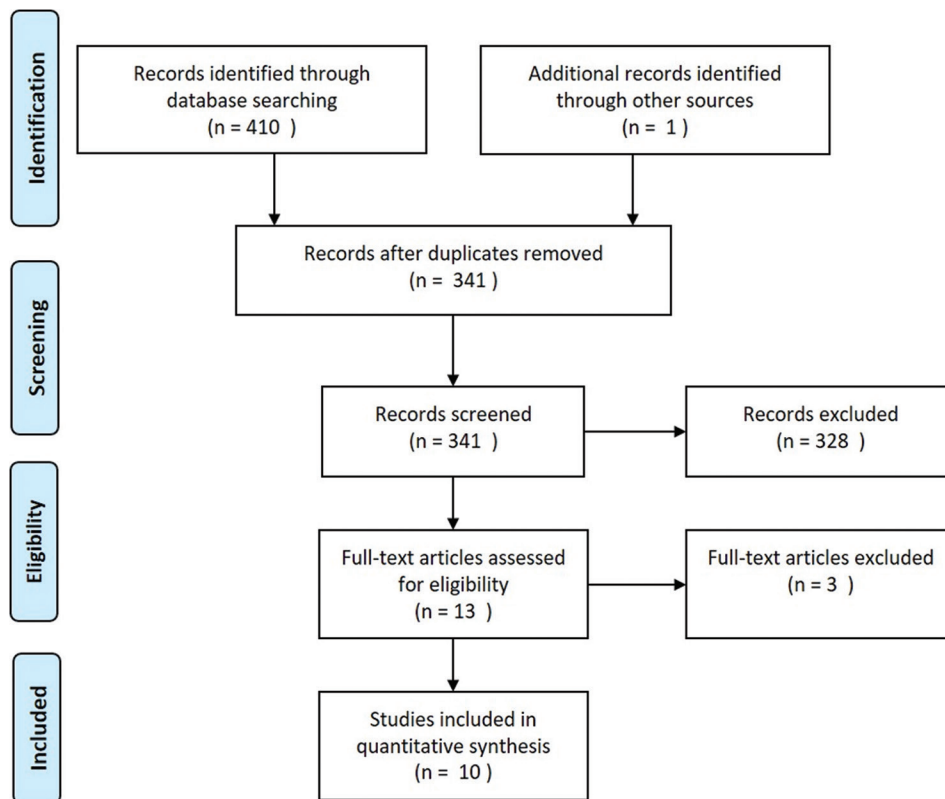 Identification
Records identified through
database searching
(n = 410 )
Additional records identified
through other sources
(n = 1 )
Records after duplicates removed
(n = 341 )
Screening
Records screened
(n = 341 )
Records excluded
(n = 328 )
Eligibility
Full-text articles assessed
for eligibility
(n = 13 )
Full-text articles excluded
(n = 3 )
Included
Studies included in
quantitative synthesis
(n = 10 )